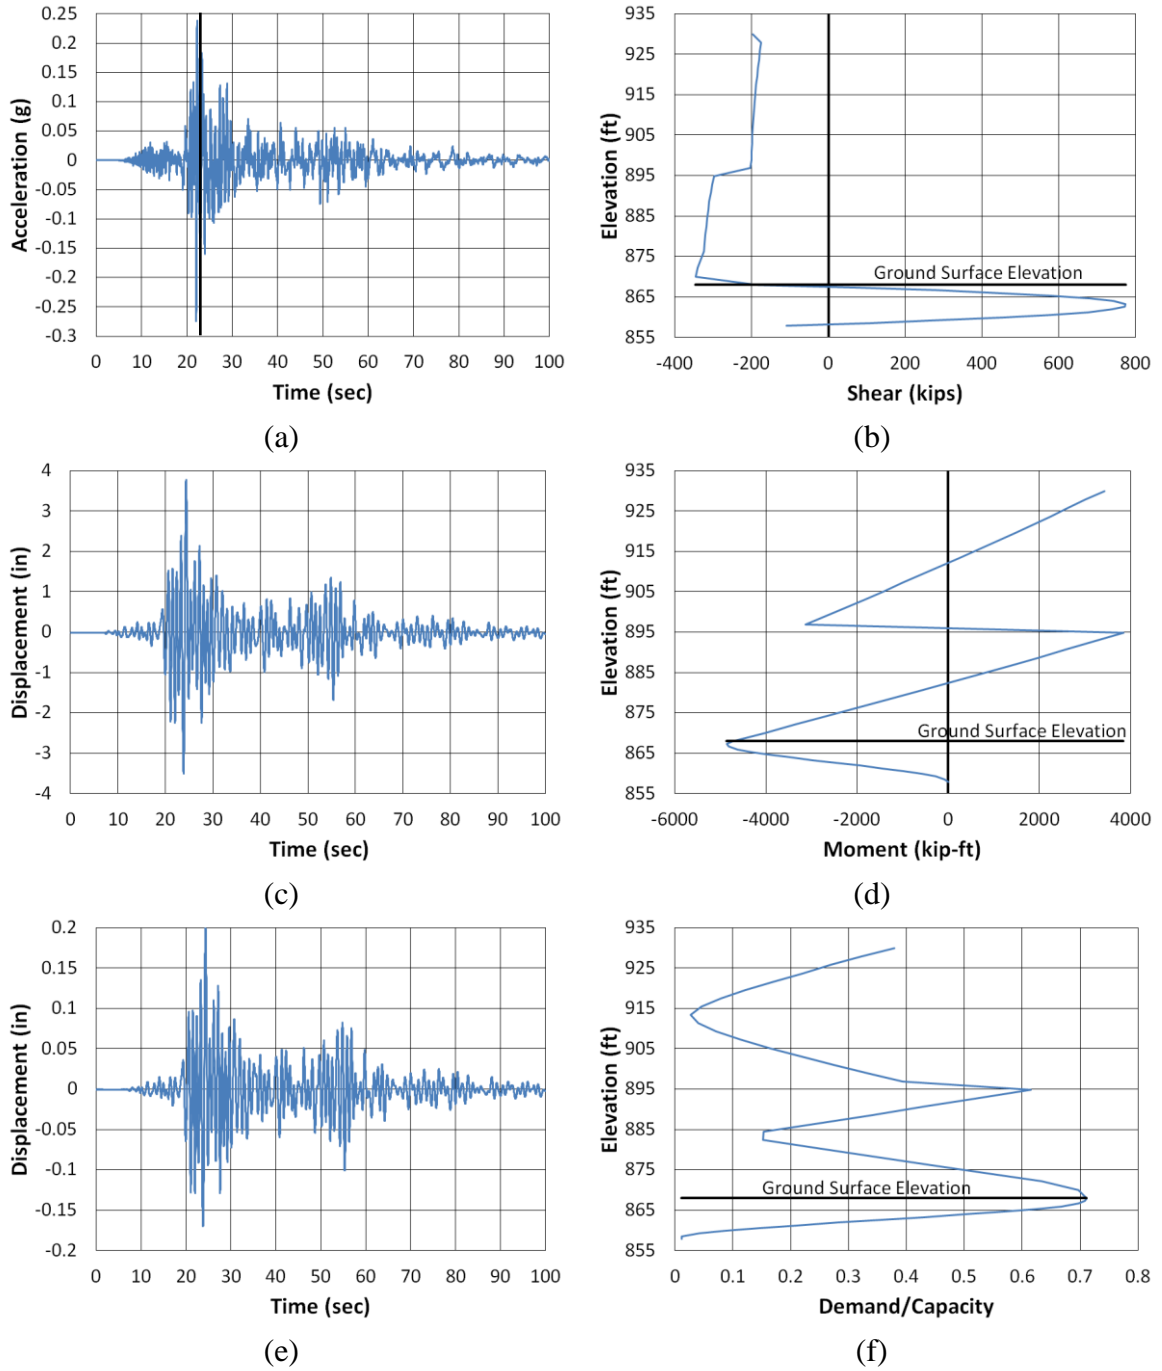 0.25
0.2
0.15
0.1
0.05
0
-0.05
-0.1
-0.15
-0.2
-0.25
-0.3
Acceleration (g)
0 10 20 30 40 50 60 70 80 90 100
Time (sec)
(a)
935
925
915
905
895
885
875
865
855
Elevation (ft)
Ground Surface Elevation
-400 -200 0 200 400 600 800
Shear (kips)
(b)
4
3
2
1
0
-1
-2
-3
-4
Displacement (in)
0 10 20 30 40 50 60 70 80 90 100
Time (sec)
(c)
935
925
915
905
895
885
875
865
855
Elevation (ft)
Ground Surface Elevation
-6000 -4000 -2000 0 2000 4000
Moment (kip-ft)
(d)
0.2
0.15
0.1
0.05
0
-0.05
-0.1
-0.15
-0.2
Displacement (in)
0 10 20 30 40 50 60 70 80 90 100
Time (sec)
(e)
935
925
915
905
895
885
875
865
855
Elevation (ft)
Ground Surface Elevation
0 0.1 0.2 0.3 0.4 0.5 0.6 0.7 0.8
Demand/Capacity
(f)